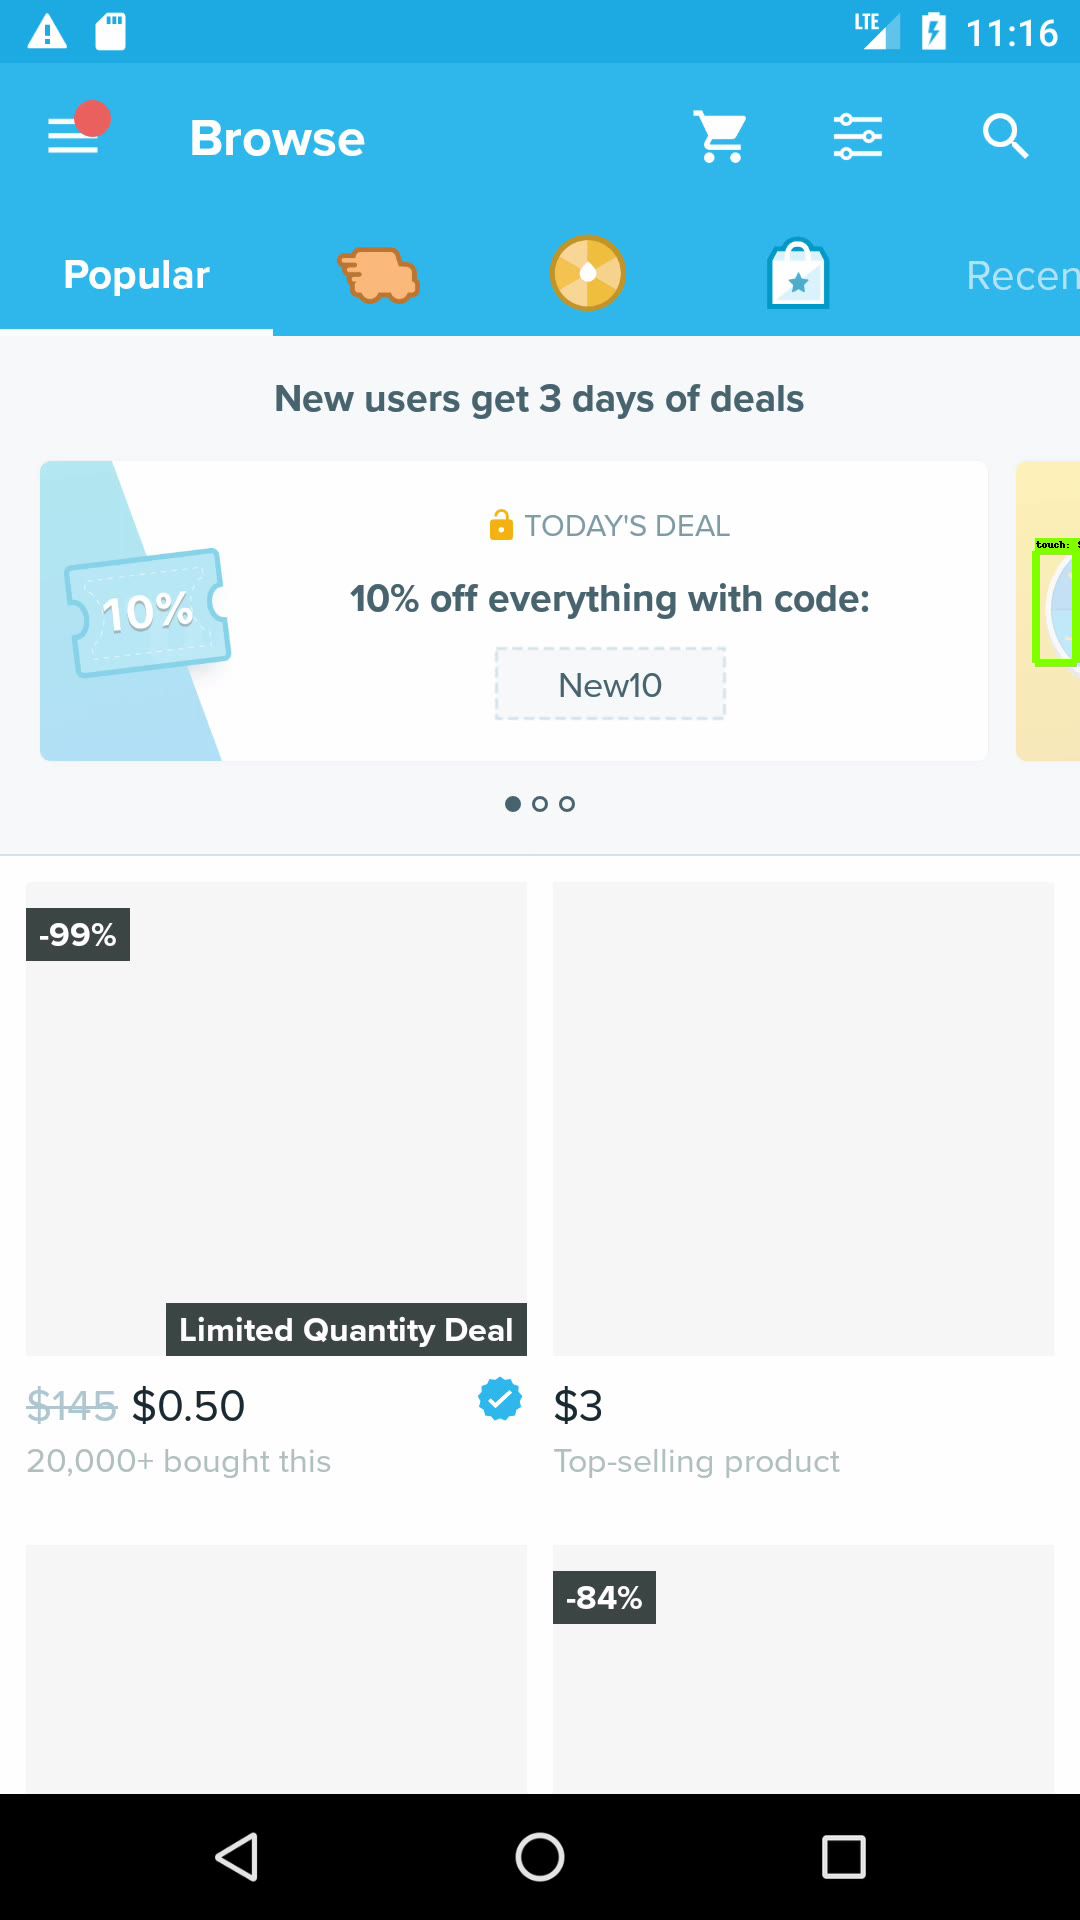 LTE 11:16
Browse
Popular
Recen
New users get 3 days of deals
TODAY'S DEAL
10% off everything with code:
10%
New10
touch:
-99%
Limited Quantity Deal
$145 $0.50
$3
20,000+ bought this
Top-selling product
-84%